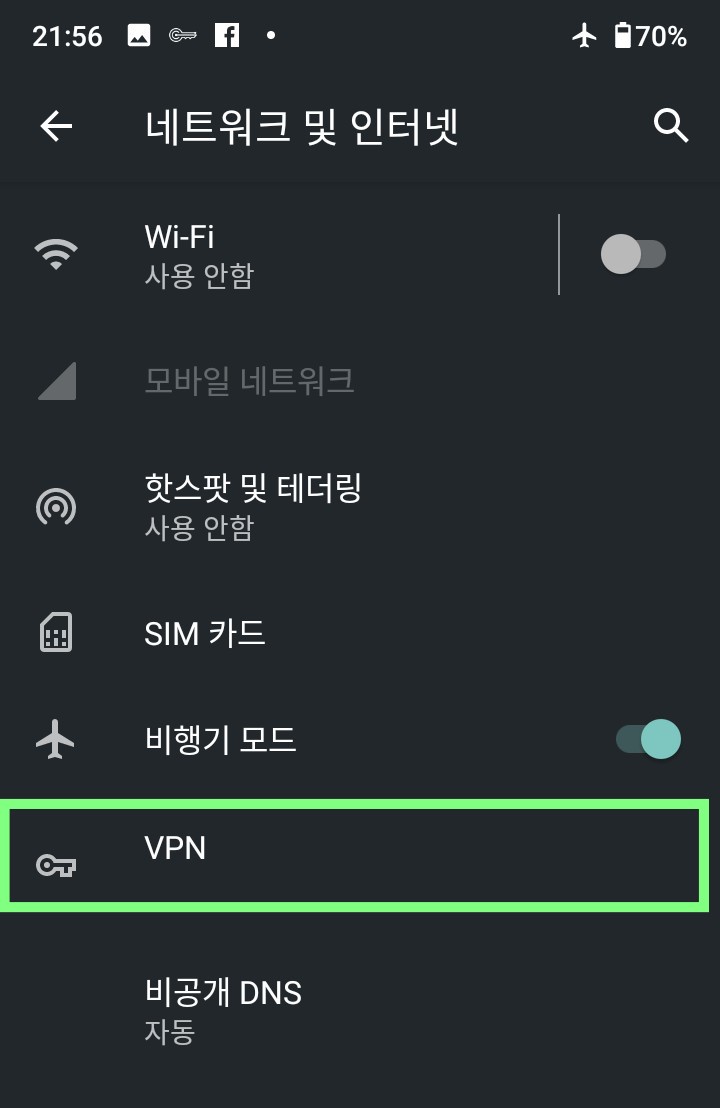 21:56
70%
네트워크 및 인터넷
Wi-Fi
사용 안함
모바일 네트워크
핫스팟 및 테더링
사용 안함
SIM 카드
비행기 모드
VPN
비공개 DNS
자동